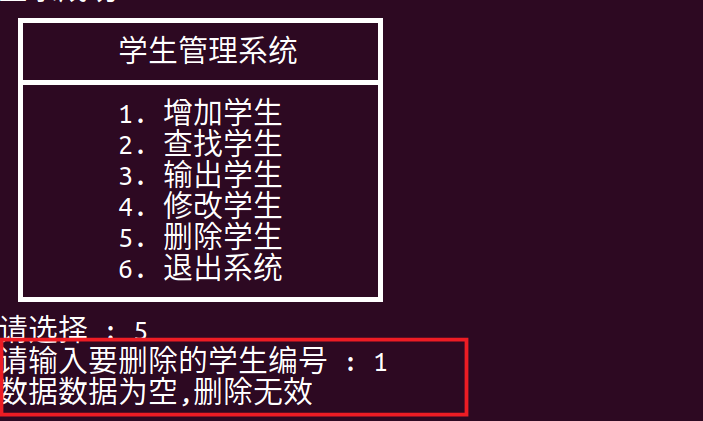 学生管理系统
1. 增加学生
2. 查找学生
3. 输出学生
4. 修改学生
5. 删除学生
6. 退出系统
请选择 : 5
请输入要删除的学生编号 : 1
数据数据为空,删除无效